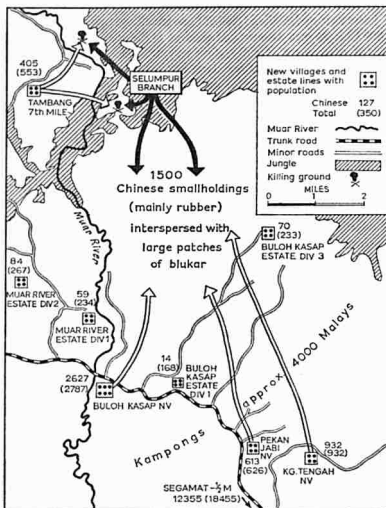 405
(553)
TAMBANG
7th MILE
SELUMPUR
BRANCH
New villages and
estate lines with
population
Chinese 127
Total (350)
Muar River
Trunk road
Minor roads
Jungle
Killing ground
MILES
0 1 2
1500
Chinese smallholdings
(mainly rubber)
interspersed with
large patches
of blukar
MUAR RIVER
70
(233)
BULOH KASAP
ESTATE DIV 3
84
(267)
MUAR RIVER
ESTATE DIV2
59
(234)
MUAR RIVER
ESTATE DIV1
14
(168)
BULOH
KASAP
ESTATE
DIV 1
approx. 4000 Malays
2627
(2787)
BULOH KASAP NV
Kampongs
PEKAN
JABI
NV
613
(626)
932
(932)
KG. TENGAH
NV
SEGAMAT-½M
12355 (18455)